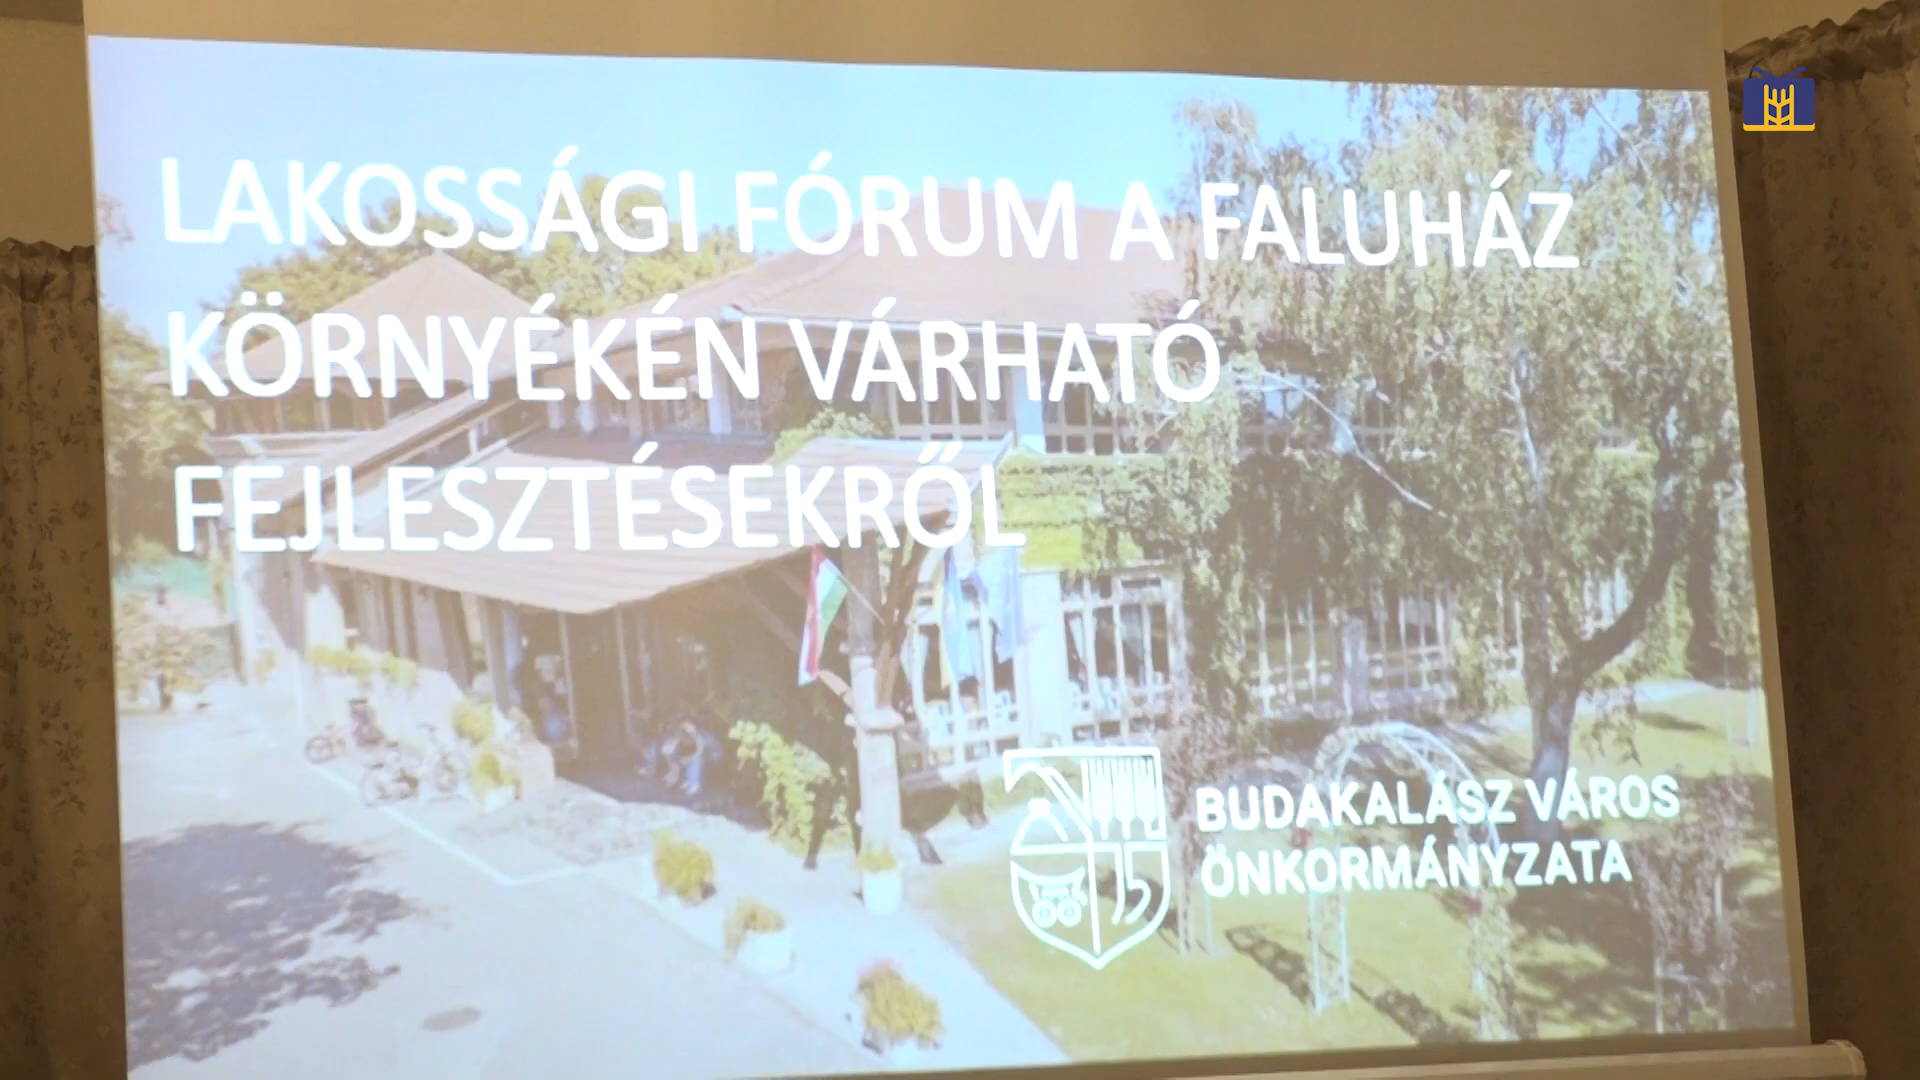 LAKOSSÁGI FÓRUM A FALUHÁZ
KÖRNYÉKÉN VÁRHATÓ
FEJLESZTÉSEKRŐL
BUDAKALÁSZ VÁROS
ÖNKORMÁNYZATA